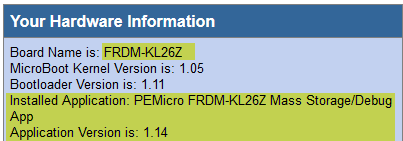 Your Hardware Information
Board Name is: FRDM-KL26Z
MicroBoot Kernel Version is: 1.05
Bootloader Version is: 1.11
Installed Application: PEMicro FRDM-KL26Z Mass Storage/Debug
App
Application Version is: 1.14